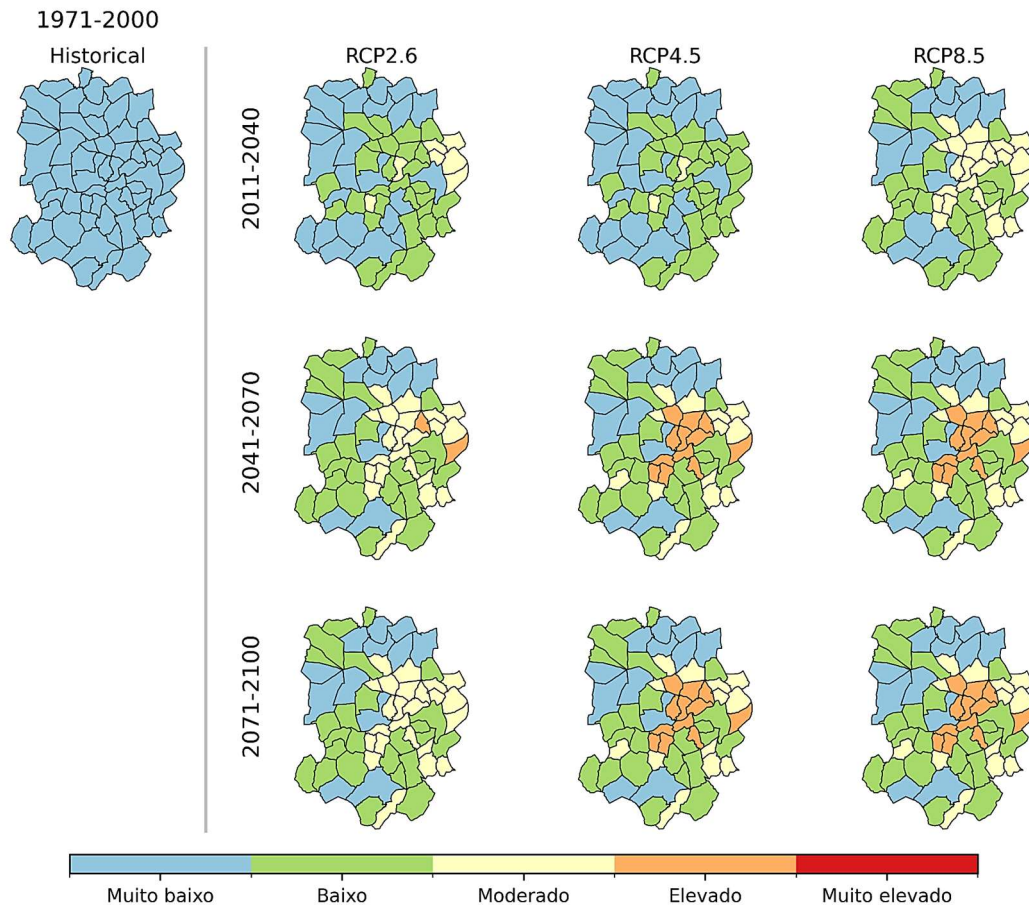 1971-2000
Historical
RCP2.6
RCP4.5
RCP8.5
2011-2040
2041-2070
2071-2100
Muito baixo
Baixo
Moderado
Elevado
Muito elevado